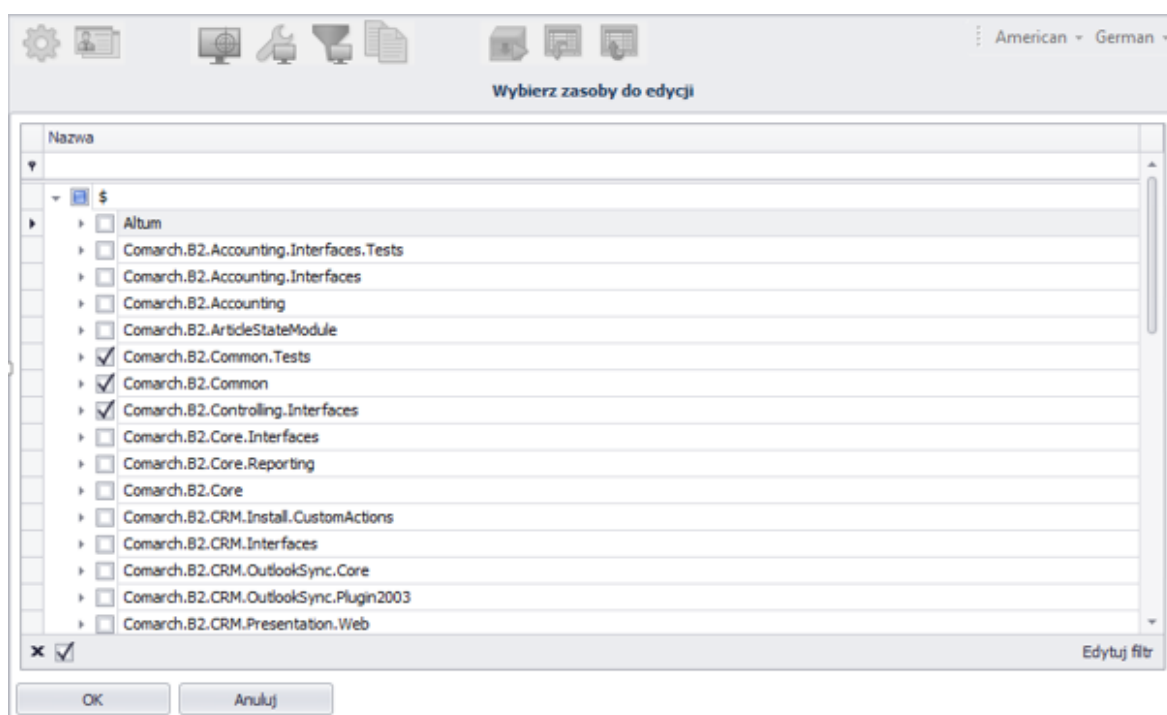 American German
Wybierz zasoby do edycji
Nazwa
$
Altum
Comarch.B2.Accounting.Interfaces.Tests
Comarch.B2.Accounting.Interfaces
Comarch.B2.Accounting
Comarch.B2.ArticleStateModule
Comarch.B2.Common.Tests
Comarch.B2.Common
Comarch.B2.Controlling.Interfaces
Comarch.B2.Core.Interfaces
Comarch.B2.Core.Reporting
Comarch.B2.Core
Comarch.B2.CRM.Install.CustomActions
Comarch.B2.CRM.Interfaces
Comarch.B2.CRM.OutlookSync.Core
Comarch.B2.CRM.OutlookSync.Plugin2003
Comarch.B2.CRM.Presentation.Web
Edytuj filtr
OK Anuluj